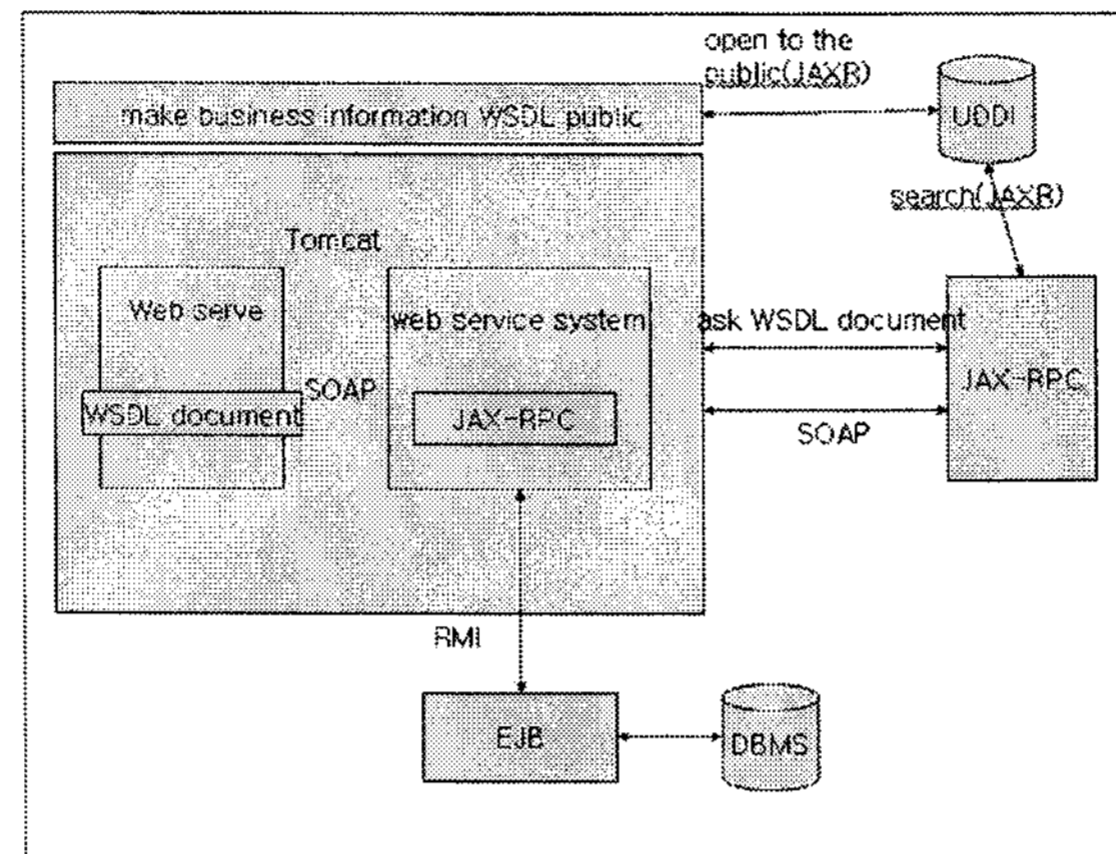 open to the
public(JAXR)
make business information WSDL public
UDDI
search(JAXR)
Tomcat
Web serve
web service system
ask WSDL document
SOAP
WSDL document
JAX-RPC
JAX-RPC
SOAP
RMI
EJB
DBMS